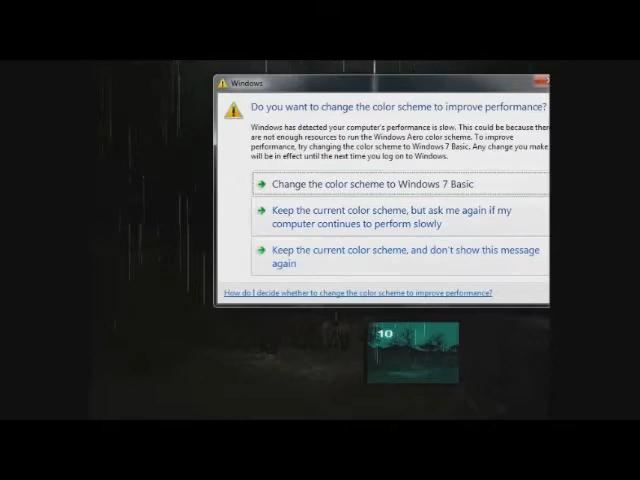 Windows
Do you want to change the color scheme to improve performance?
Windows has detected your computer's performance is slow. This could be because ther
are not enough resources to run the Windows Aero color scheme. To improve
performance, try changing the color scheme to Windows 7 Basic. Any change you make
will be in effect until the next time you log on to Windows.
Change the color scheme to Windows 7 Basic
Keep the current color scheme, but ask me again if my
computer continues to perform slowly
Keep the current color scheme, and don't show this message
again
How do I decide whether to change the color scheme to improve performance?
10